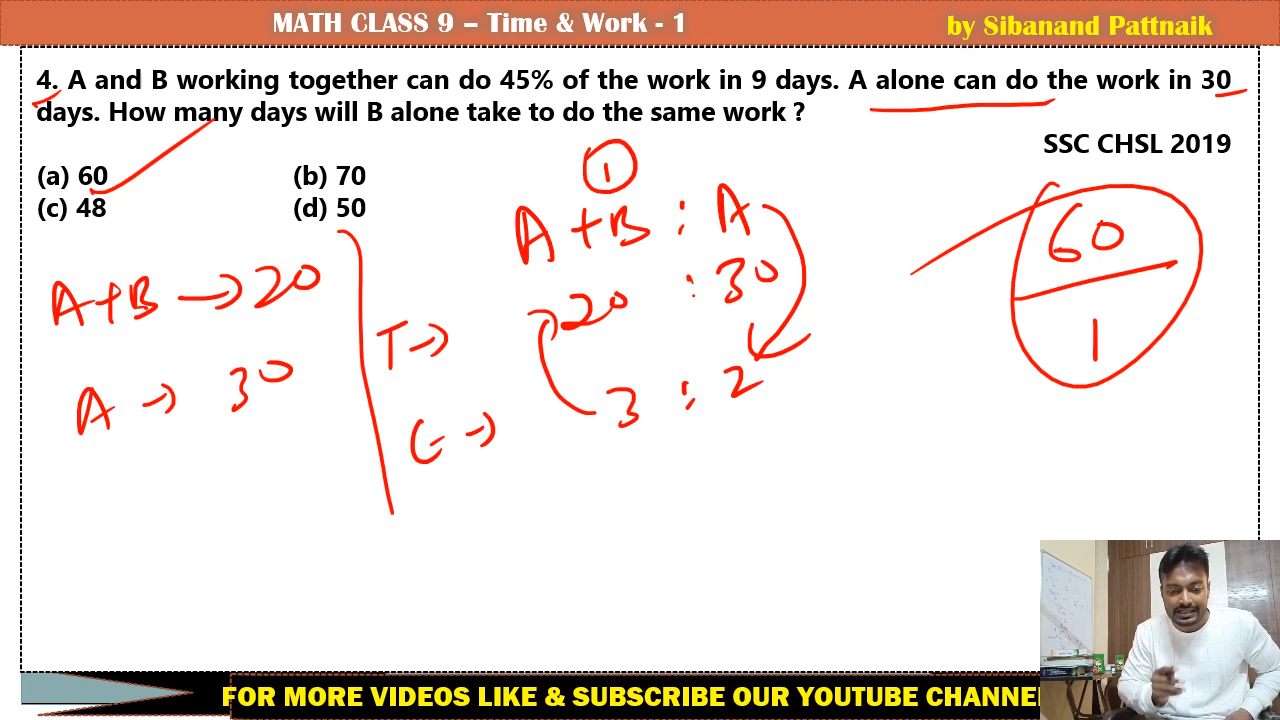 MATH CLASS 9 – Time & Work - 1
by Sibanand Pattnaik
4. A and B working together can do 45% of the work in 9 days. A alone can do the work in 30
days. How many days will B alone take to do the same work ?
SSC CHSL 2019
(a) 60 (b) 70
(c) 48 (d) 50
1
A+B : A
60
1
A+B → 20
20 : 30
T →
A → 30
3 : 2
E →
FOR MORE VIDEOS LIKE & SUBSCRIBE OUR YOUTUBE CHANNE